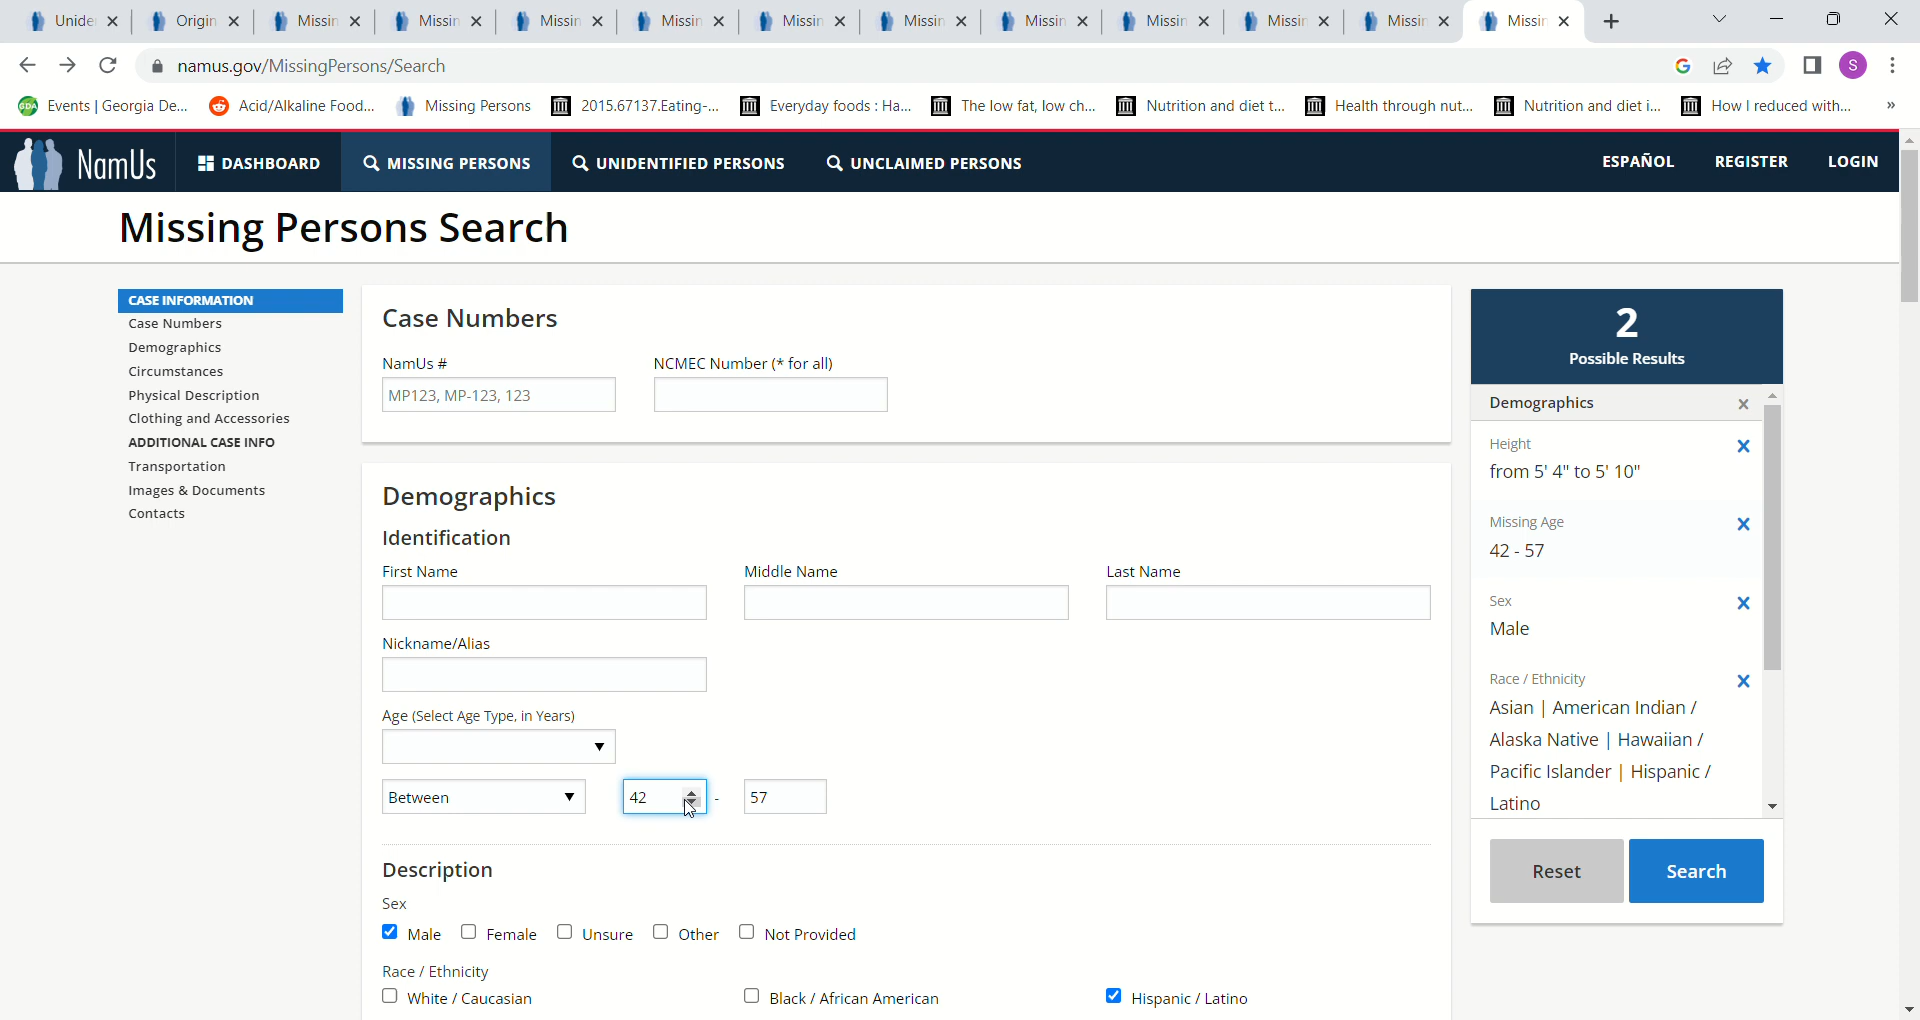 Unide Origin Missin Missin Missin Missin Missin Missin Missin Missin Missin Missin Missin
namus.gov/MissingPersons/Search S
Events | Georgia De... Acid/Alkaline Food... Missing Persons 2015.67137.Eating-... Everyday foods : Ha... The low fat, low ch... Nutrition and diet t... Health through nut... Nutrition and diet i... How I reduced with... »
NamUs DASHBOARD MISSING PERSONS UNIDENTIFIED PERSONS UNCLAIMED PERSONS ESPAÑOL REGISTER LOGIN
Missing Persons Search
CASE INFORMATION
Case Numbers
Demographics
Circumstances
Physical Description
Clothing and Accessories
ADDITIONAL CASE INFO
Transportation
Images & Documents
Contacts
Case Numbers
NamUs # NCMEC Number (* for all)
MP123, MP-123, 123
Demographics
Identification
First Name Middle Name Last Name
Nickname/Alias
Age (Select Age Type, in Years)
Between 42 - 57
Description
Sex
Male Female Unsure Other Not Provided
Race / Ethnicity
White / Caucasian Black / African American Hispanic / Latino
2
Possible Results
Demographics
Height
from 5' 4" to 5' 10"
Missing Age
42 - 57
Sex
Male
Race / Ethnicity
Asian | American Indian /
Alaska Native | Hawaiian /
Pacific Islander | Hispanic /
Latino
Reset Search